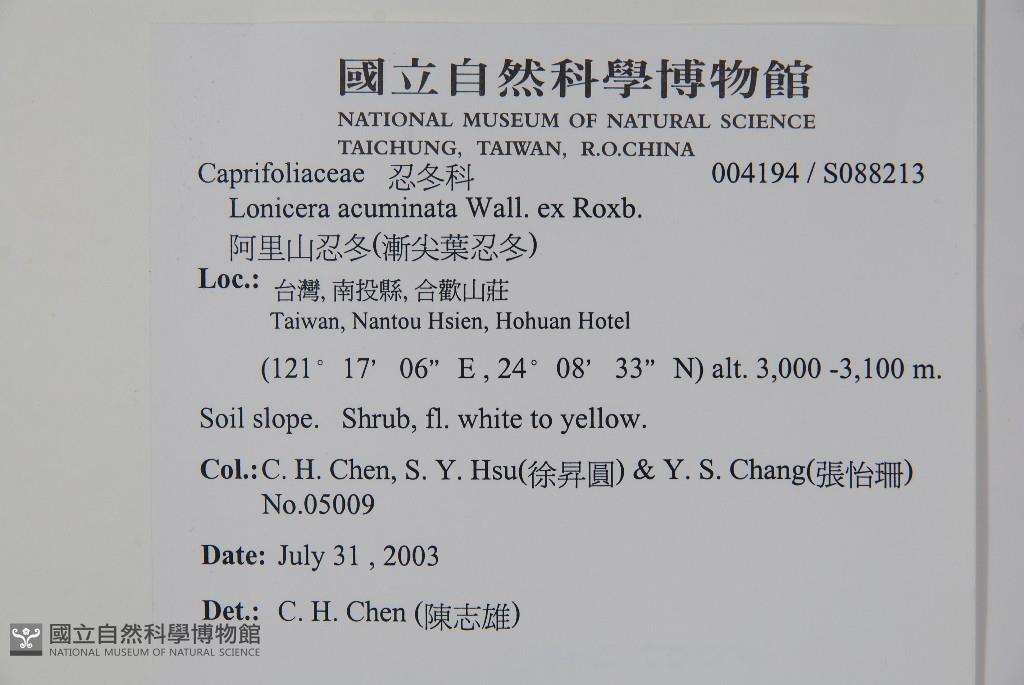 國立自然科學博物館
NATIONAL MUSEUM OF NATURAL SCIENCE
TAICHUNG, TAIWAN, R.O.CHINA
Caprifoliaceae 忍冬科 004194 / S088213
Lonicera acuminata Wall. ex Roxb.
阿里山忍冬(漸尖葉忍冬)
Loc.: 台灣, 南投縣, 合歡山莊
Taiwan, Nantou Hsien, Hohuan Hotel
(121° 17’ 06” E , 24° 08’ 33” N) alt. 3,000 -3,100 m.
Soil slope. Shrub, fl. white to yellow.
Col.: C. H. Chen, S. Y. Hsu(徐昇圓) & Y. S. Chang(張怡珊)
No.05009
Date: July 31 , 2003
Det.: C. H. Chen (陳志雄)
國立自然科學博物館
NATIONAL MUSEUM OF NATURAL SCIENCE